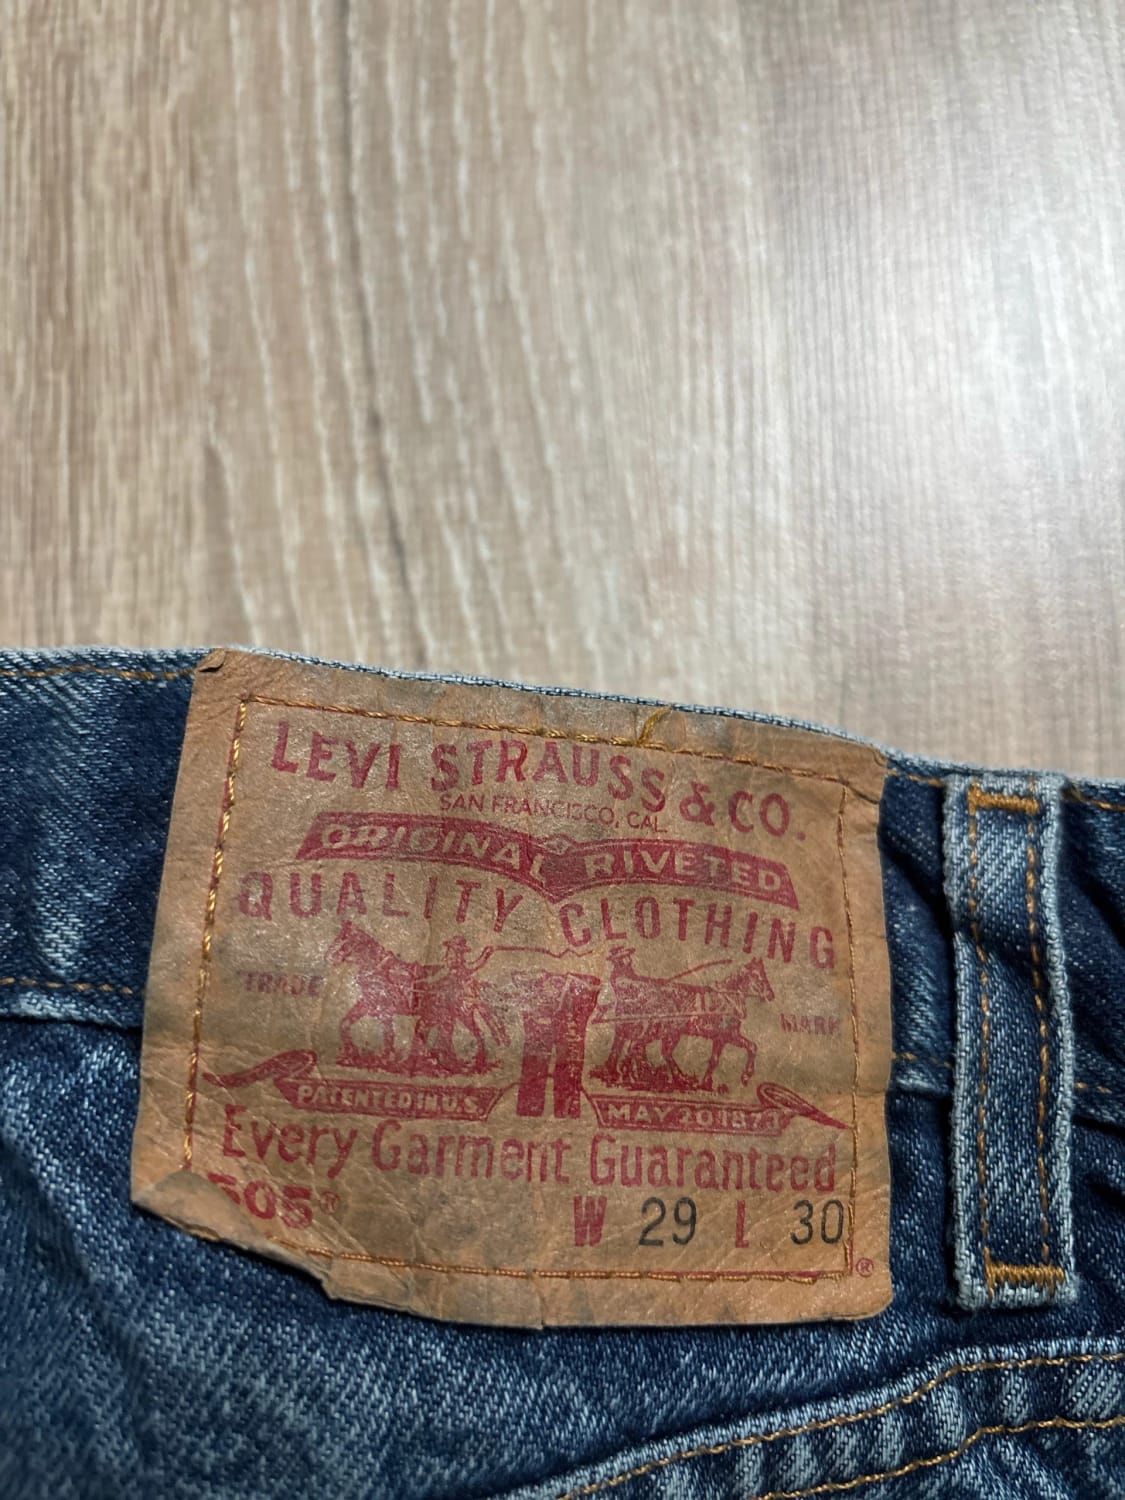 LEVI STRAUSS & CO.
SAN FRANCISCO, CAL
ORIGINAL RIVETED
QUALITY CLOTHING
TRADE MARK
PATENTED IN U.S. MAY 20 1873
Every Garment Guaranteed
505® W 29 L 30
®